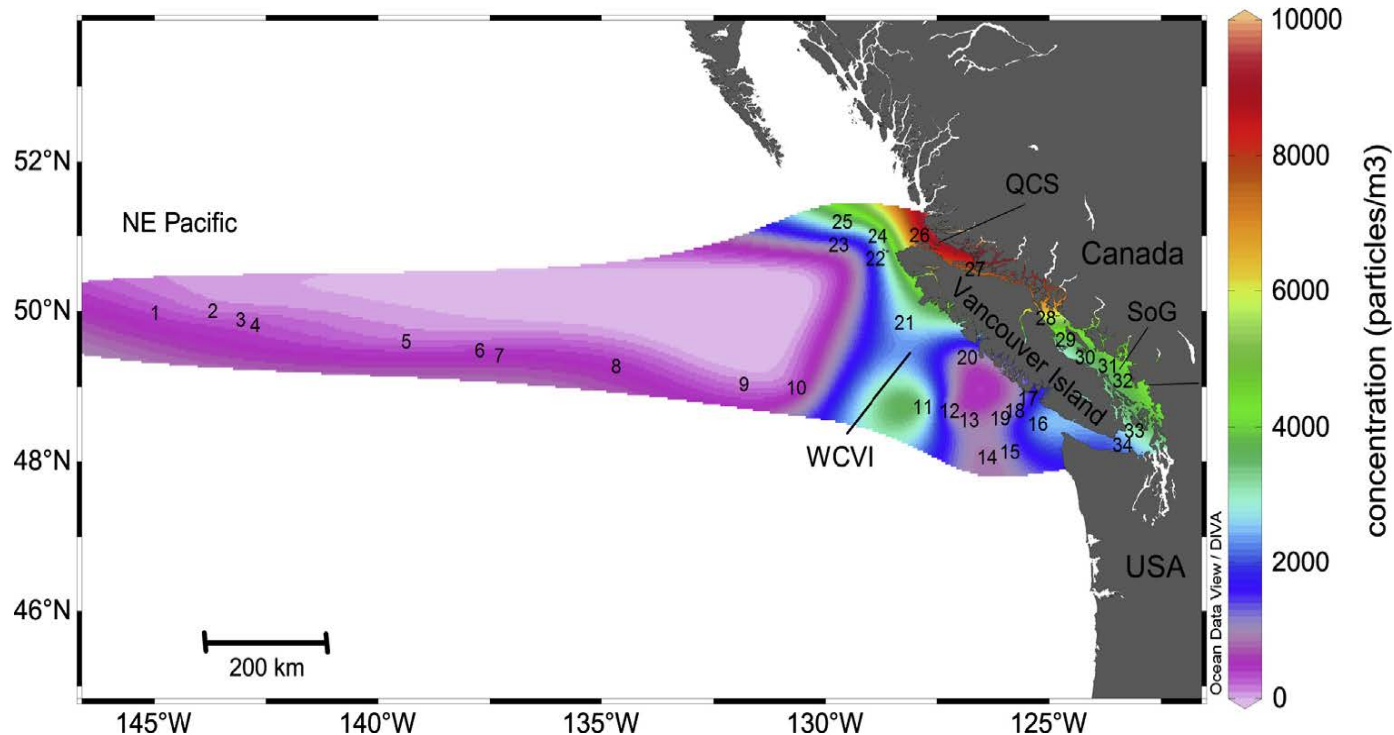 10000
8000
6000
4000
2000
0
concentration (particles/m3)
52°N
50°N
48°N
46°N
145°W
140°W
135°W
130°W
125°W
NE Pacific
QCS
Canada
SoG
Vancouver Island
WCVI
USA
200 km
Ocean Data View / DIVA
1
2
3
4
5
6
7
8
9
10
11
12
13
14
15
16
17
18
19
20
21
22
23
24
25
26
27
28
29
30
31
32
33
34